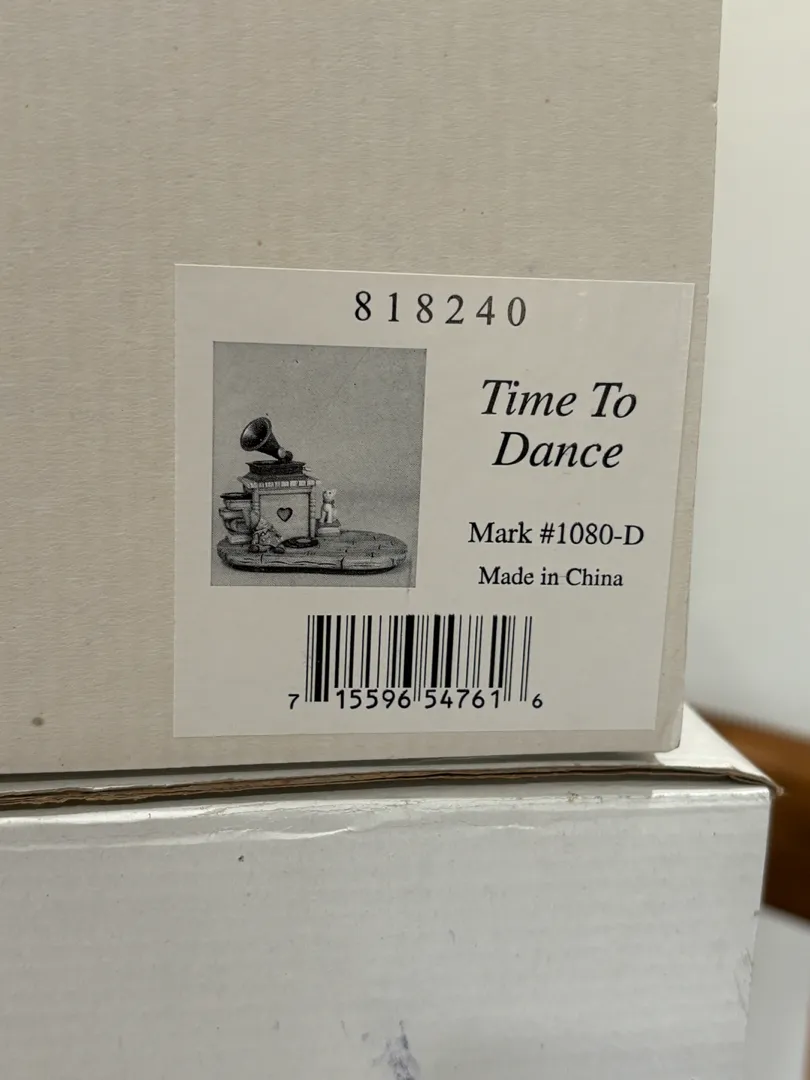 818240
Time To
Dance
Mark #1080-D
Made in China
7 15596 54761 6